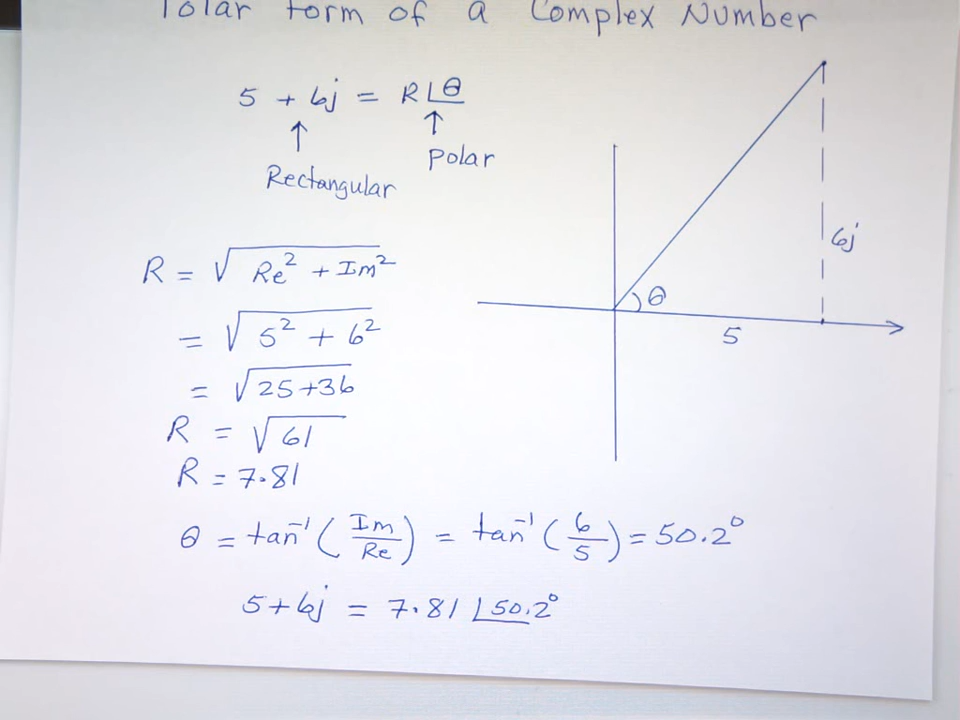 Polar form of a Complex Number
5 + 6j = R∠θ
↑ ↑
Rectangular polar
R = √(Re² + Im²)
= √(5² + 6²)
= √(25+36)
R = √61
R = 7.81
θ = tan⁻¹(Im/Re) = tan⁻¹(6/5) = 50.2°
5+6j = 7.81∠50.2°
6j
θ
5